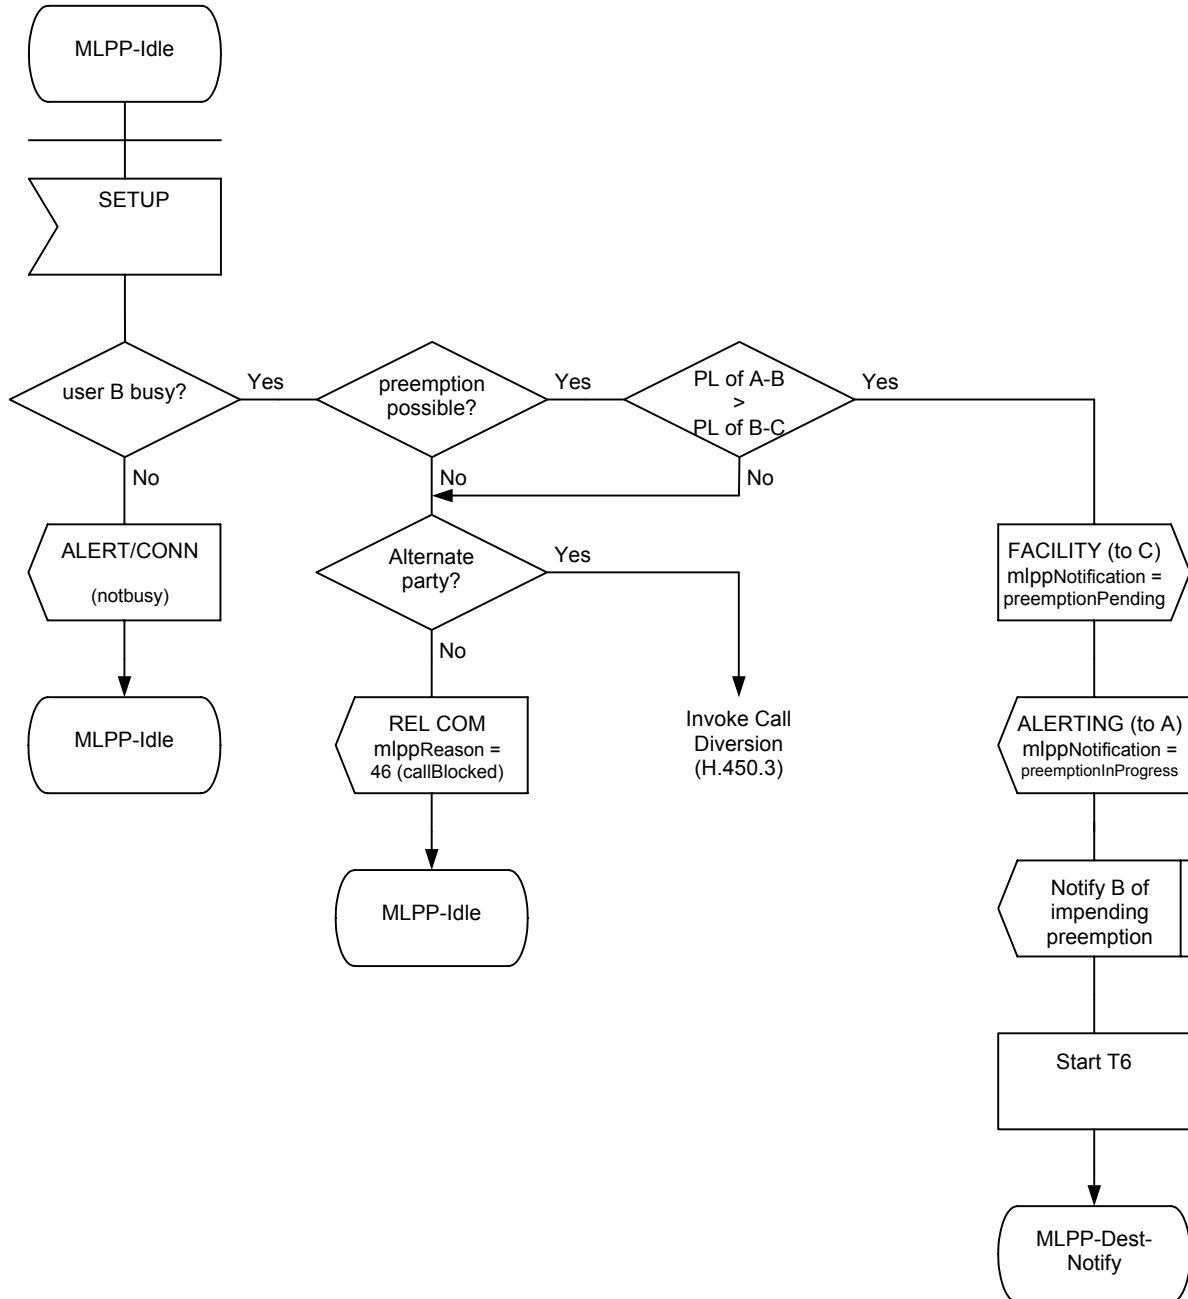 MLPP-Idle
SETUP
user B busy?
Yes
preemption
possible?
Yes
PL of A-B
>
PL of B-C
Yes
No
No
No
ALERT/CONN
(notbusy)
Alternate
party?
Yes
FACILITY (to C)
mlppNotification =
preemptionPending
No
MLPP-Idle
REL COM
mlppReason =
46 (callBlocked)
Invoke Call
Diversion
(H.450.3)
ALERTING (to A)
mlppNotification =
preemptionInProgress
MLPP-Idle
Notify B of
impending
preemption
Start T6
MLPP-Dest-
Notify